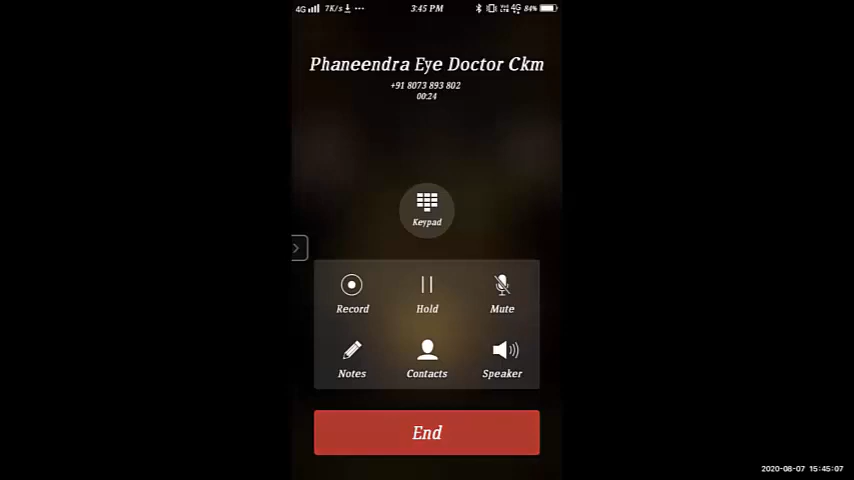 4G 7K/s ... 3:45 PM 4G 84%
Phaneendra Eye Doctor Ckm
+91 8073 893 802
00:24
Keypad
Record Hold Mute
Notes Contacts Speaker
End
2020-08-07 15:45:07